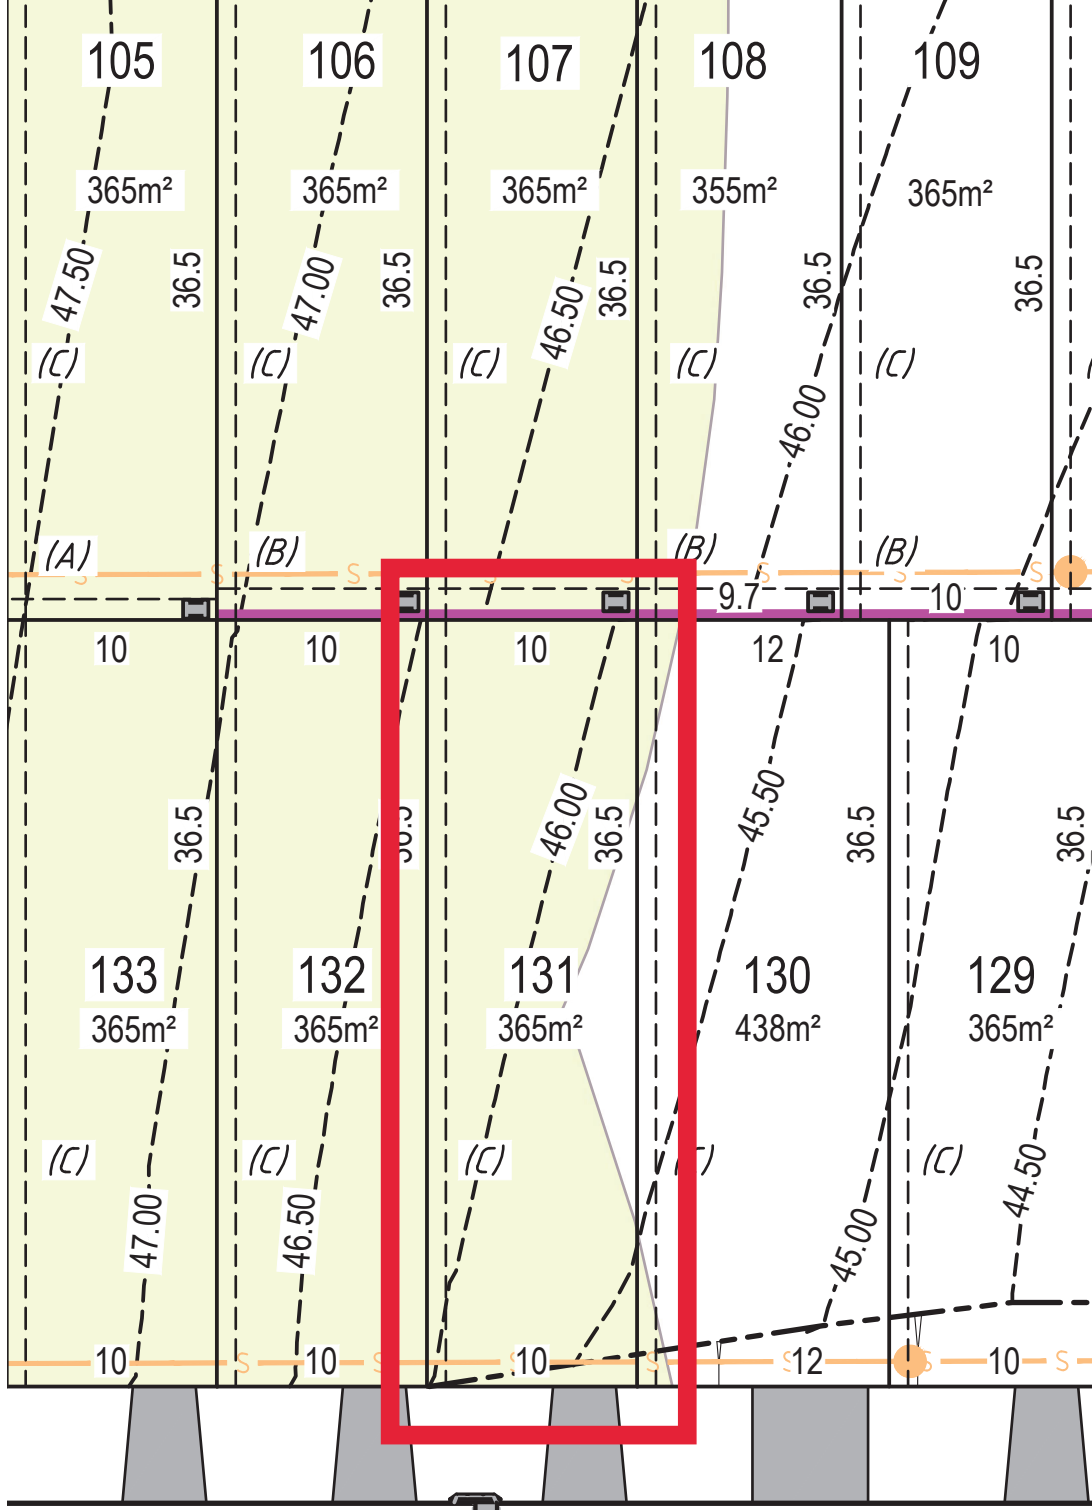 105 106 107 108 109
365m² 365m² 365m² 355m² 365m²
47.50 36.5 47.00 36.5 46.50 36.5 36.5 36.5
(C) (C) (C) (C) (C)
46.00
(A) (B) (B) (B)
S S S S S S S
9.7 10
10 10 10 12 10
36.5 36.5 46.00 36.5 45.50 36.5 36.5
133 132 131 130 129
365m² 365m² 365m² 438m² 365m²
(C) (C) (C) (C) (C)
47.00 46.50 45.00 44.50
10 S 10 S S 10 S S 12 S 10 S